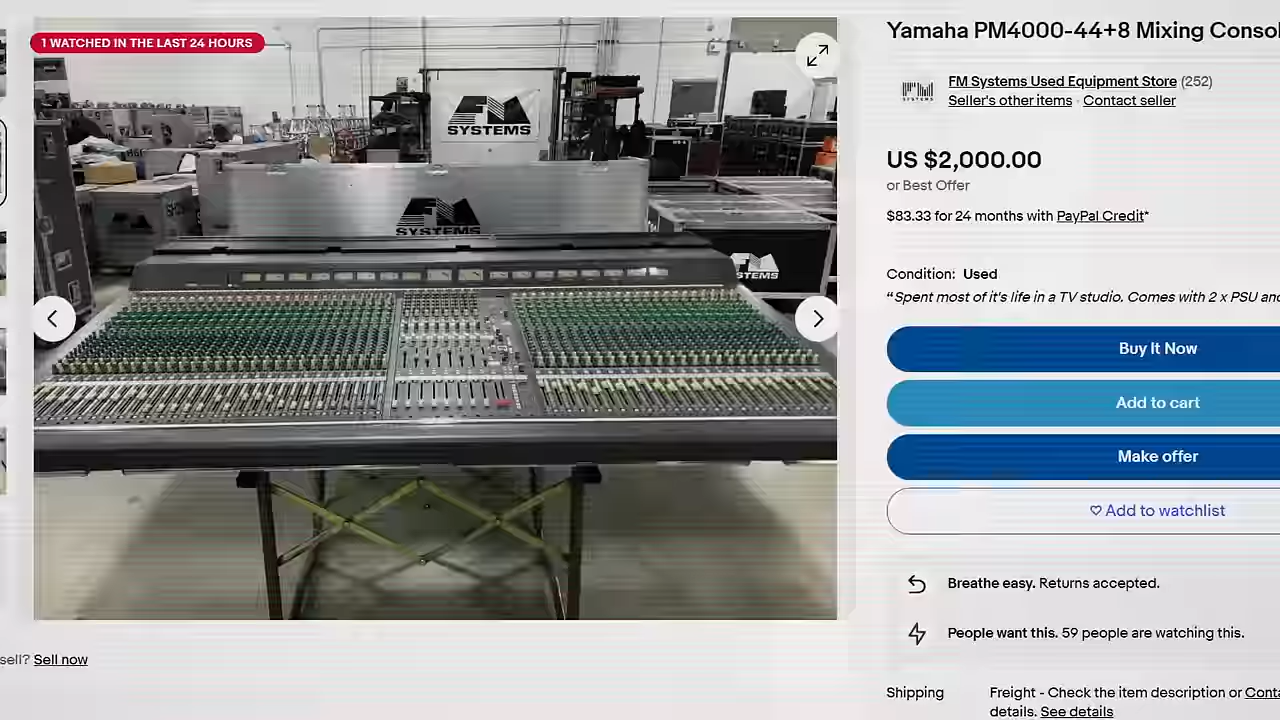 1 WATCHED IN THE LAST 24 HOURS
FM
SYSTEMS
FM
SYSTEMS
FM
STEMS
sell? Sell now
Yamaha PM4000-44+8 Mixing Consol
FM Systems Used Equipment Store (252)
Seller's other items · Contact seller
US $2,000.00
or Best Offer
$83.33 for 24 months with PayPal Credit*
Condition: Used
“Spent most of it's life in a TV studio. Comes with 2 x PSU and
Buy It Now
Add to cart
Make offer
Add to watchlist
Breathe easy. Returns accepted.
People want this. 59 people are watching this.
Shipping
Freight - Check the item description or Conta
details. See details